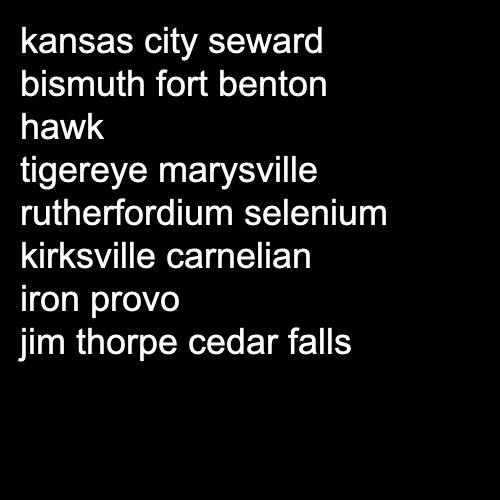 kansas city seward
bismuth fort benton
hawk
tigereye marysville
rutherfordium selenium
kirksville carnelian
iron provo
jim thorpe cedar falls